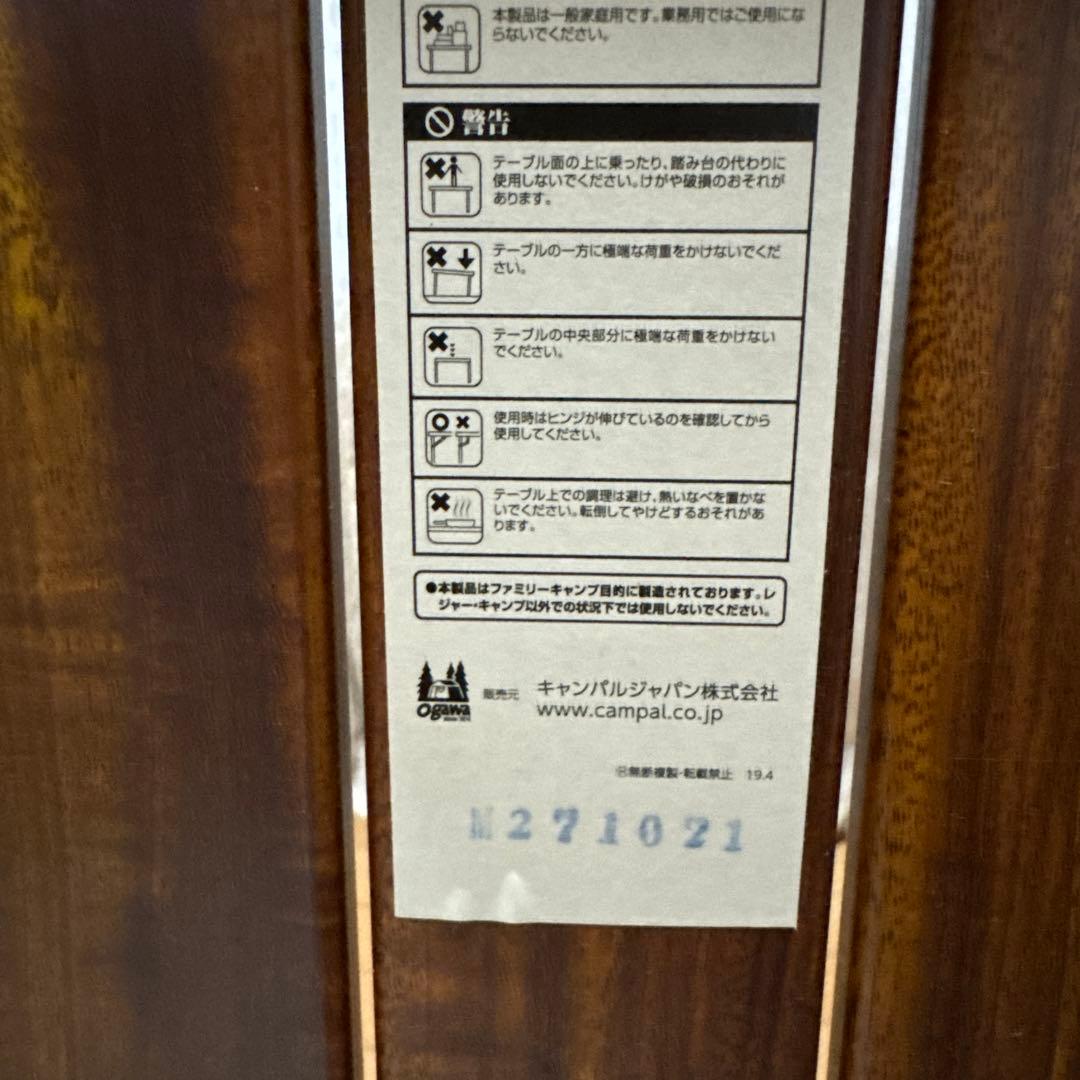 本製品は一般家庭用です。業務用ではご使用にな
らないでください。
警告
テーブル面の上に乗ったり、踏み台の代わりに
使用しないでください。けがや破損のおそれが
あります。
テーブルの一方に極端な荷重をかけないでくだ
さい。
テーブルの中央部分に極端な荷重をかけない
でください。
使用時はヒンジが伸びているのを確認してから
使用してください。
テーブル上での調理は避け、熱いなべを置かな
いでください。転倒してやけどするおそれがあ
ります。
●本製品はファミリーキャンプ目的に製造されております。レ
ジャー・キャンプ以外での状況下では使用しないでください。
ogawa
販売元 キャンパルジャパン株式会社
www.campal.co.jp
無断複製・転載禁止 19.4
M271021